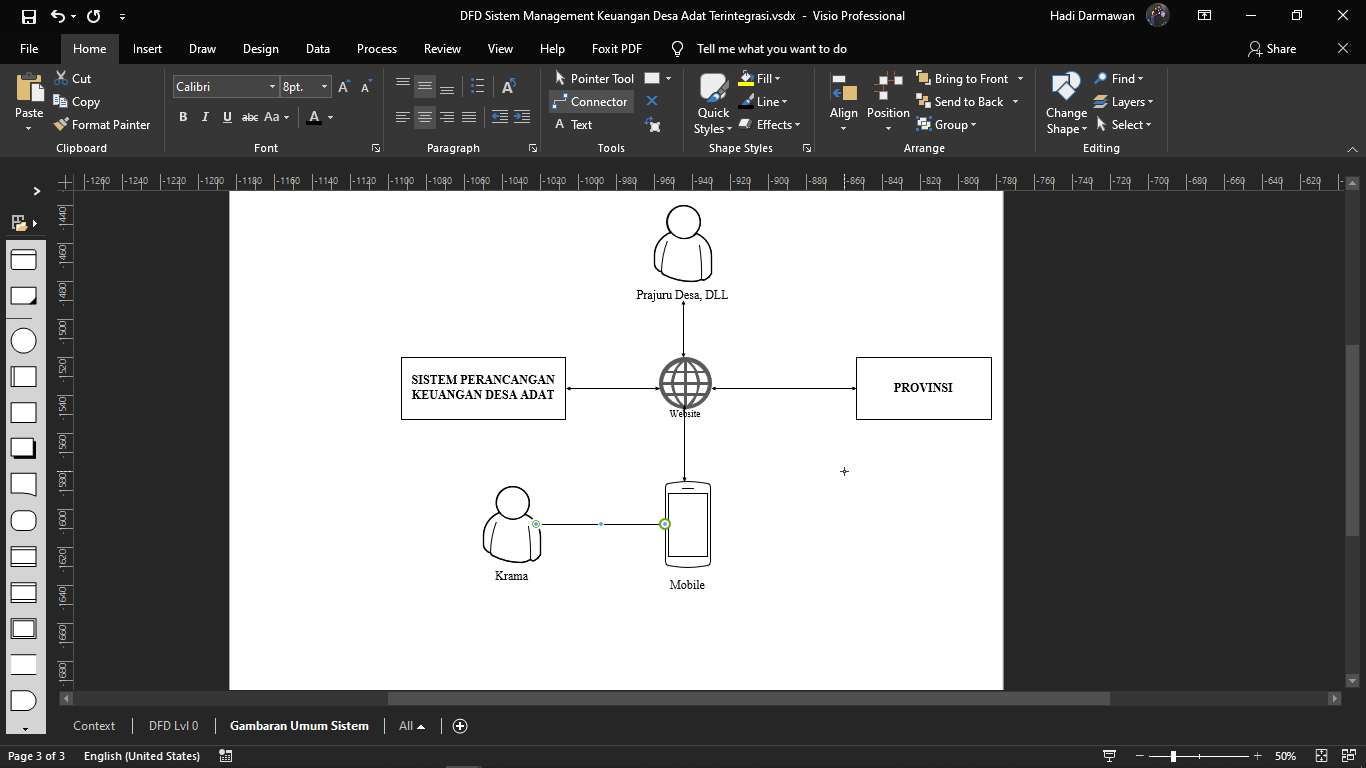 DFD Sistem Management Keuangan Desa Adat Terintegrasi.vsdx - Visio Professional
Hadi Darmawan
File Home Insert Draw Design Data Process Review View Help Foxit PDF Tell me what you want to do Share
Paste
Cut
Copy
Format Painter
Clipboard
Calibri 8pt. A A
B I U abc Aa A
Font
Paragraph
Pointer Tool
Connector
A Text
Tools
Quick
Styles
Fill
Line
Effects
Shape Styles
Align
Position
Bring to Front
Send to Back
Group
Arrange
Change
Shape
Find
Layers
Select
Editing
-1260 -1240 -1220 -1200 -1180 -1160 -1140 -1120 -1100 -1080 -1060 -1040 -1020 -1000 -980 -960 -940 -920 -900 -880 -860 -840 -820 -800 -780 -760 -740 -720 -700 -680 -660 -640 -620
-1440
-1460
-1480
-1500
-1520
-1540
-1560
-1580
-1600
-1620
-1640
-1660
-1680
Prajuru Desa, DLL
SISTEM PERANCANGAN
KEUANGAN DESA ADAT
Website
PROVINSI
Krama
Mobile
Context DFD Lvl 0 Gambaran Umum Sistem All
Page 3 of 3 English (United States) 50%